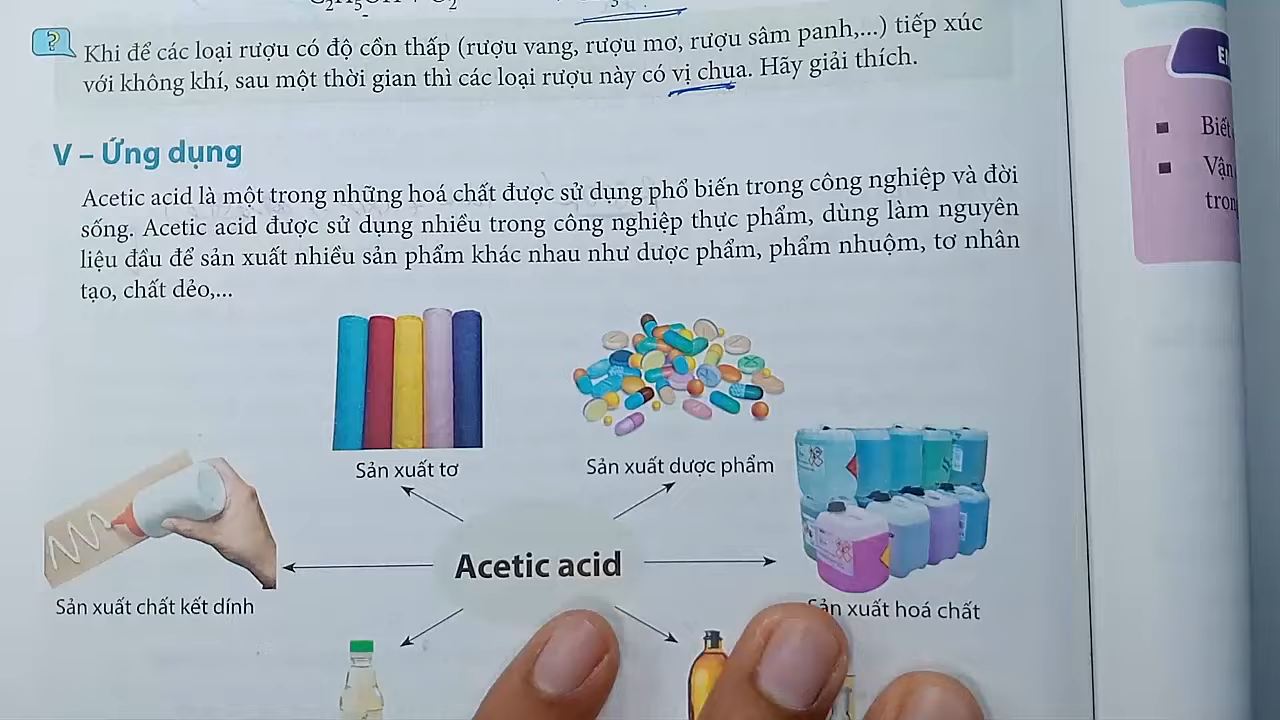 Khi để các loại rượu có độ cồn thấp (rượu vang, rượu mơ, rượu sâm panh,...) tiếp xúc
với không khí, sau một thời gian thì các loại rượu này có vị chua. Hãy giải thích.
V – Ứng dụng
Acetic acid là một trong những hoá chất được sử dụng phổ biến trong công nghiệp và đời
sống. Acetic acid được sử dụng nhiều trong công nghiệp thực phẩm, dùng làm nguyên
liệu đầu để sản xuất nhiều sản phẩm khác nhau như dược phẩm, phẩm nhuộm, tơ nhân
tạo, chất dẻo,...
Sản xuất tơ
Sản xuất dược phẩm
Acetic acid
Sản xuất chất kết dính
Sản xuất hoá chất
Biết
Vận